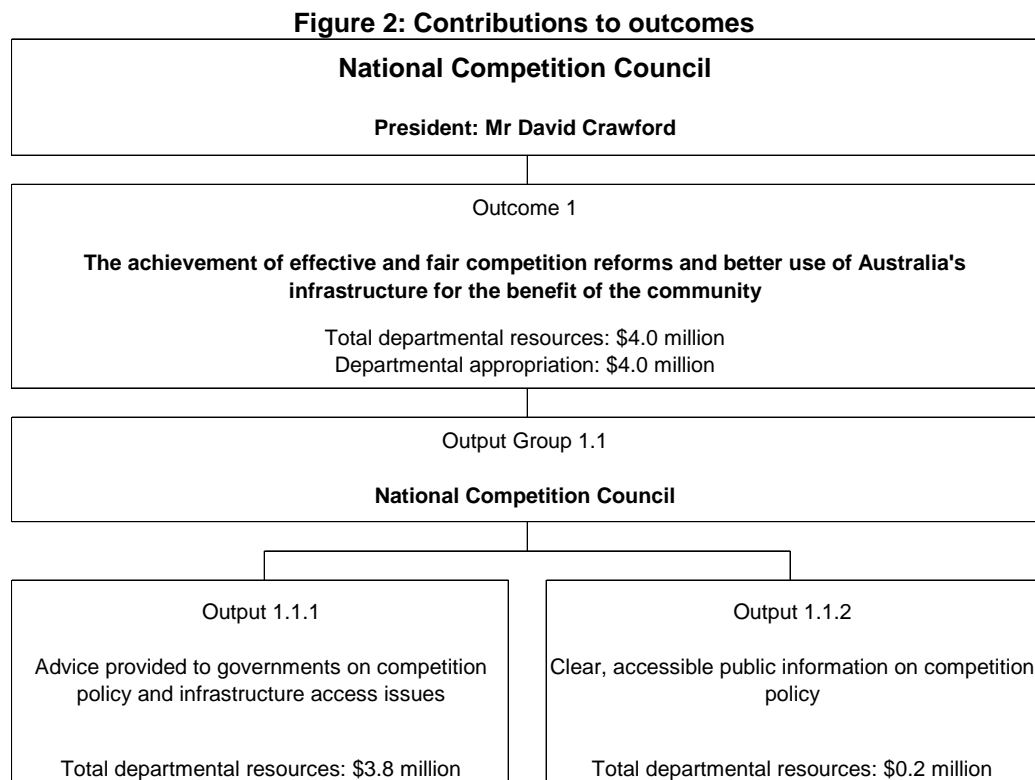 Figure 2: Contributions to outcomes
National Competition Council
President: Mr David Crawford
Outcome 1
The achievement of effective and fair competition reforms and better use of Australia's
infrastructure for the benefit of the community
Total departmental resources: $4.0 million
Departmental appropriation: $4.0 million
Output Group 1.1
National Competition Council
Output 1.1.1
Advice provided to governments on competition
policy and infrastructure access issues
Total departmental resources: $3.8 million
Output 1.1.2
Clear, accessible public information on competition
policy
Total departmental resources: $0.2 million